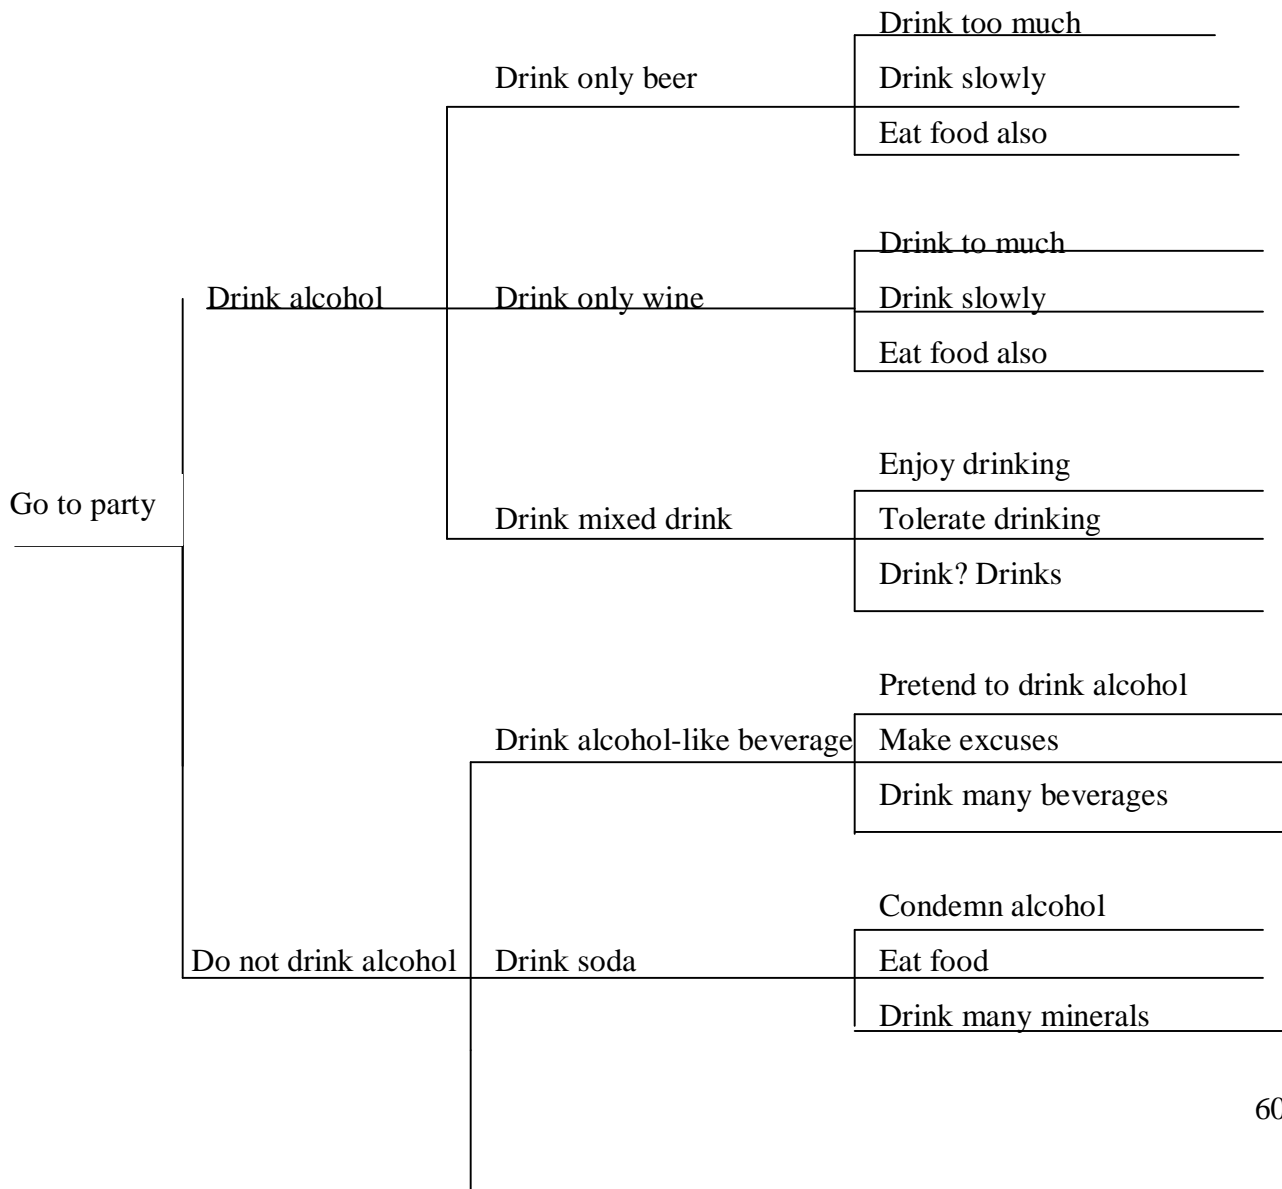 Drink too much
Drink only beer
Drink slowly
Eat food also
Drink to much
Drink alcohol
Drink only wine
Drink slowly
Eat food also
Enjoy drinking
Go to party
Drink mixed drink
Tolerate drinking
Drink? Drinks
Pretend to drink alcohol
Drink alcohol-like beverage
Make excuses
Drink many beverages
Condemn alcohol
Do not drink alcohol
Drink soda
Eat food
Drink many minerals
60